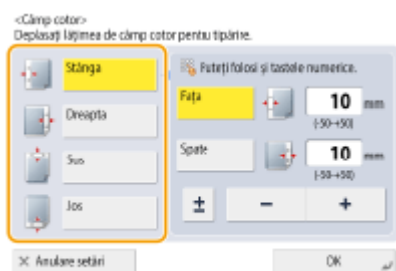 <Câmp cotor>
Deplasați lățimea de câmp cotor pentru tipărire.
Stânga
Dreapta
Sus
Jos
Puteți folosi și tastele numerice.
Fața
10 mm
(-50-+50)
Spate
10 mm
(-50-+50)
±
−
+
× Anulare setări
OK